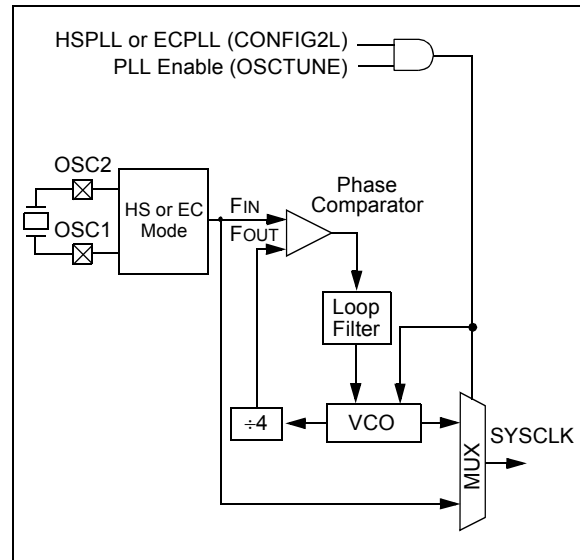 HSPLL or ECPLL (CONFIG2L)
PLL Enable (OSCTUNE)
OSC2
OSC1
HS or EC
Mode
FIN
FOUT
Phase
Comparator
Loop
Filter
÷4
VCO
MUX
SYSCLK